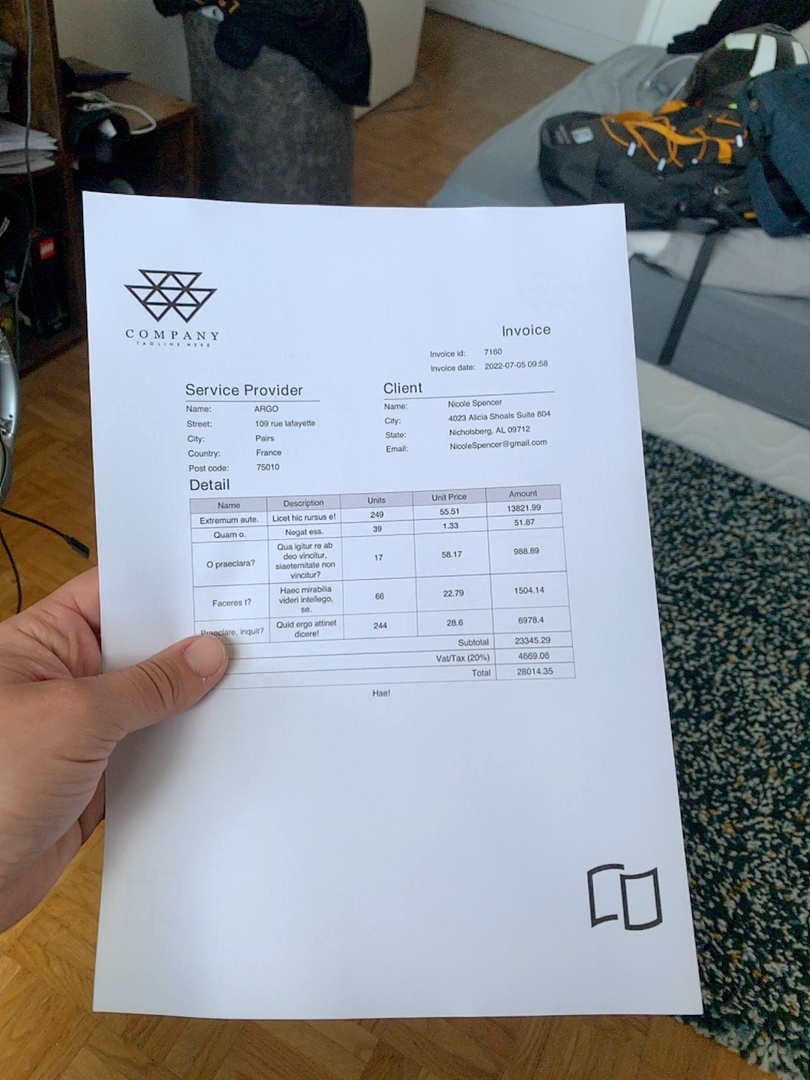 COMPANY
TAGLINE HERE
Invoice
Invoice id: 7160
Invoice date: 2022-07-05 09:58
Service Provider
Name: ARGO
Street: 109 rue lafayette
City: Pairs
Country: France
Post code: 75010
Client
Name: Nicole Spencer
City: 4023 Alicia Shoals Suite 804
State: Nicholsberg, AL 09712
Email: NicoleSpencer@gmail.com
Detail
Name Description Units Unit Price Amount
Extremum aute. Licet hic rursus e! 249 55.51 13821.99
Quam o. Negat ess. 39 1.33 51.87
O praeclara? Qua igitur re ab
deo vincitur,
siaeternitate non
vincitur? 17 58.17 988.89
Faceres t? Haec mirabilia
videri intellego,
se. 66 22.79 1504.14
Praeclare, inquit? Quid ergo attinet
dicere! 244 28.6 6978.4
Subtotal 23345.29
Vat/Tax (20%) 4669.06
Total 28014.35
Hae!